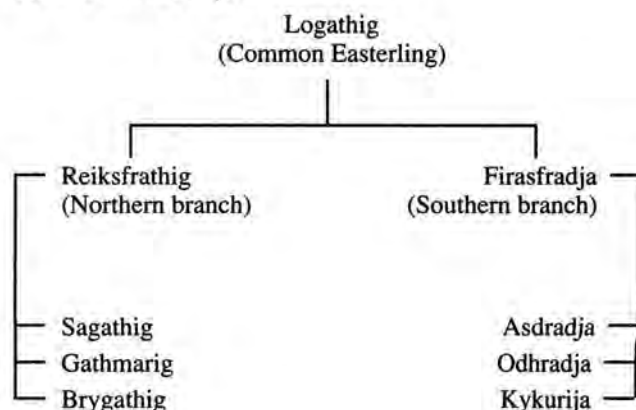 Logathig
(Common Easterling)
Reiksfrathig
(Northern branch)
Firasfradja
(Southern branch)
Sagathig
Gathmarig
Brygathig
Asdradja
Odhradja
Kykurija